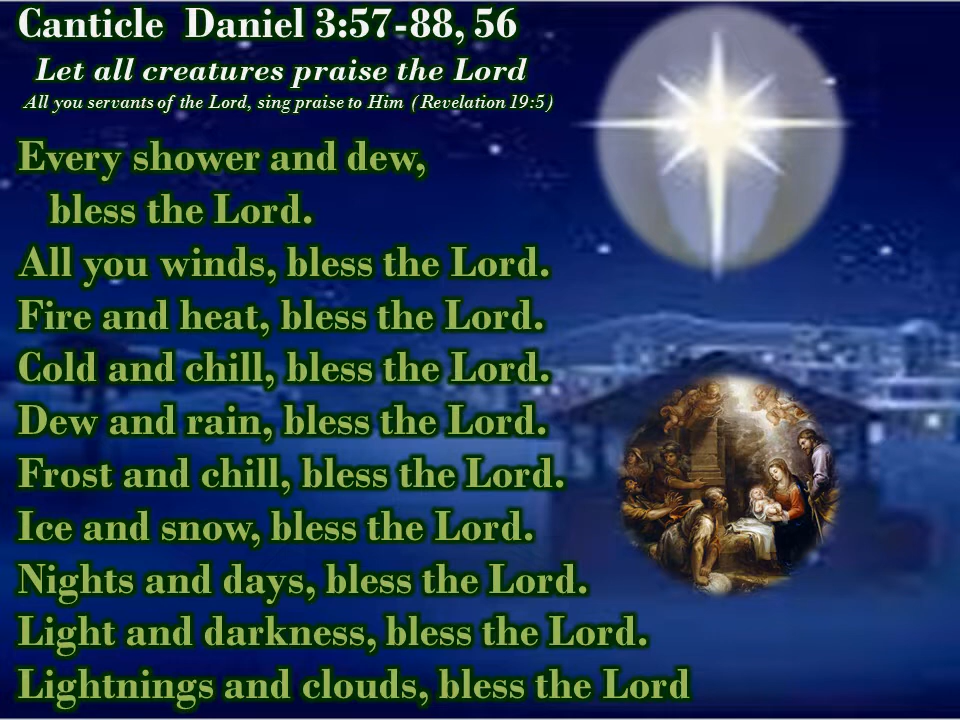 Canticle Daniel 3:57-88, 56
Let all creatures praise the Lord
All you servants of the Lord, sing praise to Him (Revelation 19:5)
Every shower and dew,
bless the Lord.
All you winds, bless the Lord.
Fire and heat, bless the Lord.
Cold and chill, bless the Lord.
Dew and rain, bless the Lord.
Frost and chill, bless the Lord.
Ice and snow, bless the Lord.
Nights and days, bless the Lord.
Light and darkness, bless the Lord.
Lightnings and clouds, bless the Lord